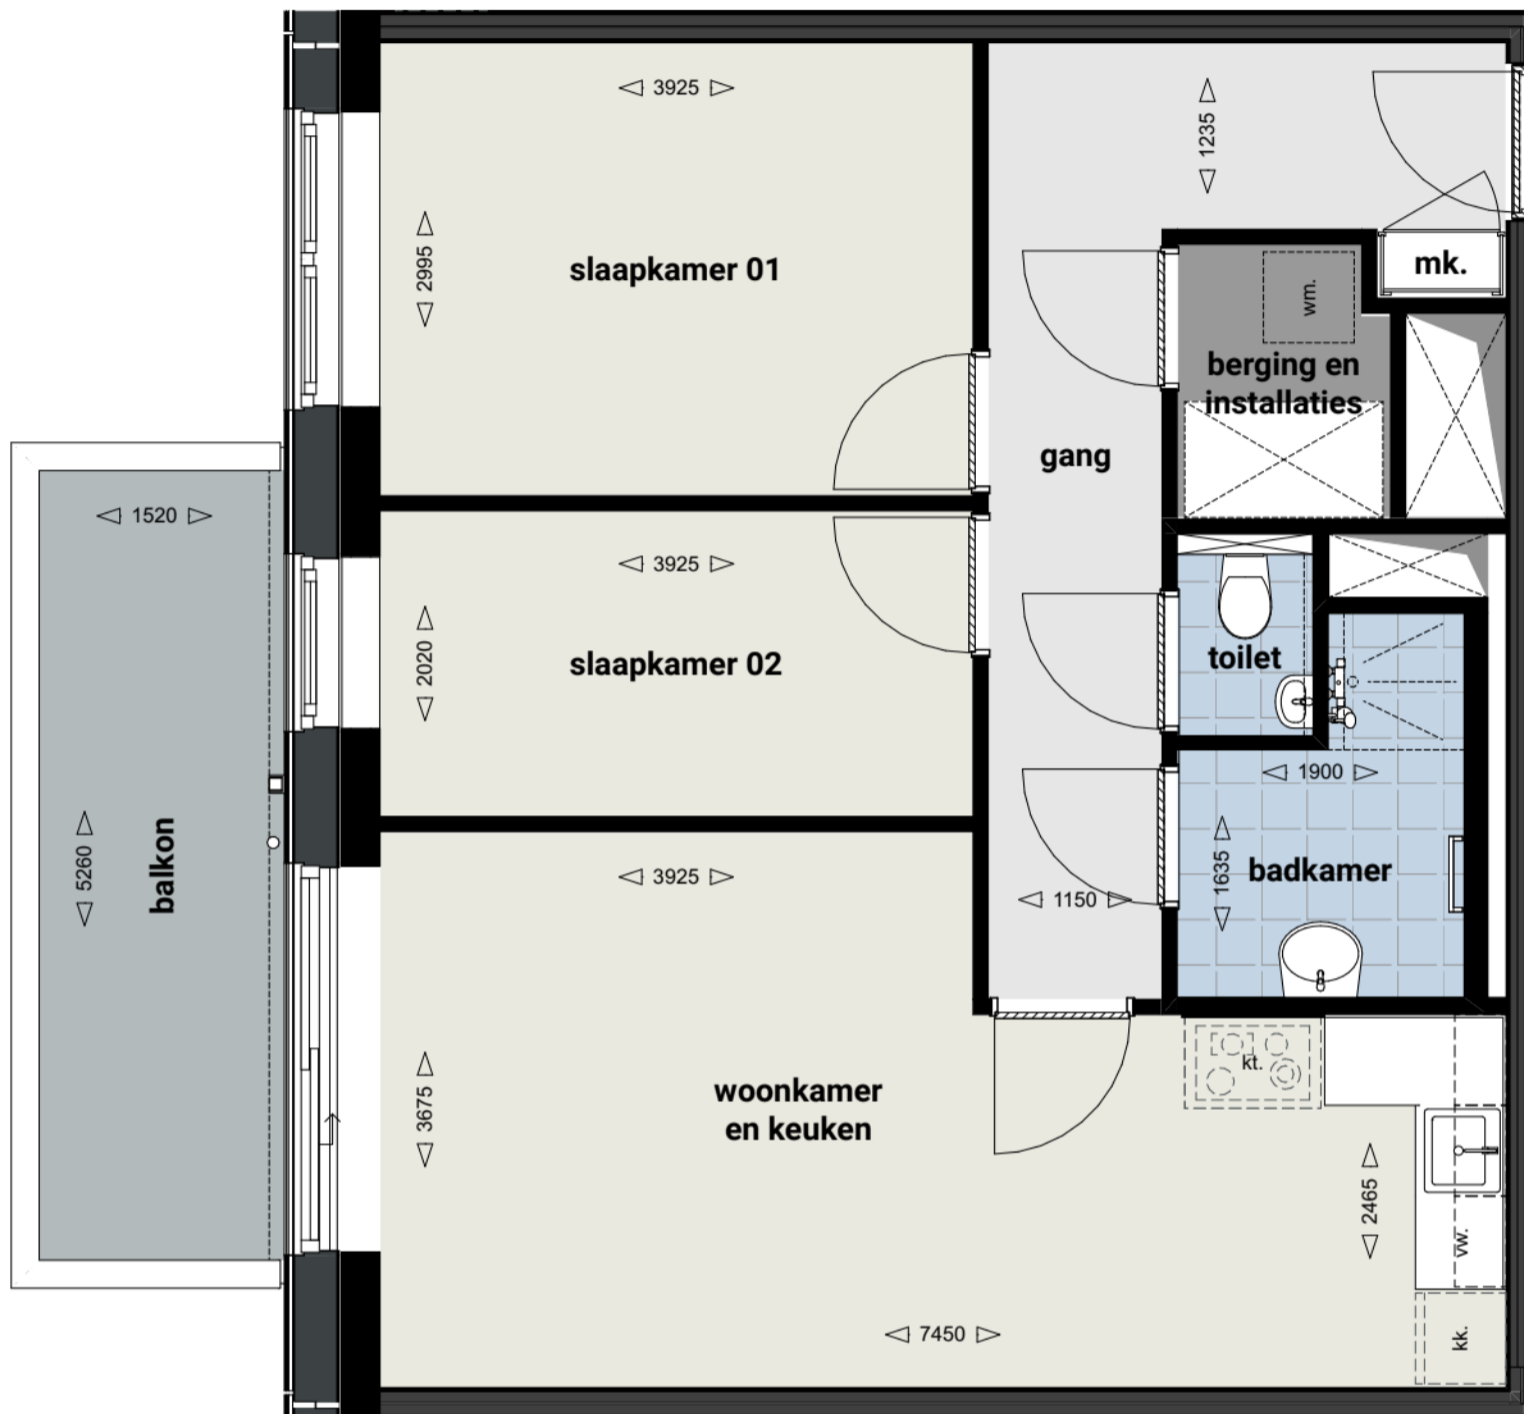 3925
1235
2995
slaapkamer 01
mk.
wm.
berging en
installaties
gang
1520
3925
2020
slaapkamer 02
toilet
1900
5260
balkon
3925
1150
1635
badkamer
kt.
woonkamer
en keuken
3675
2465
vw.
7450
kk.